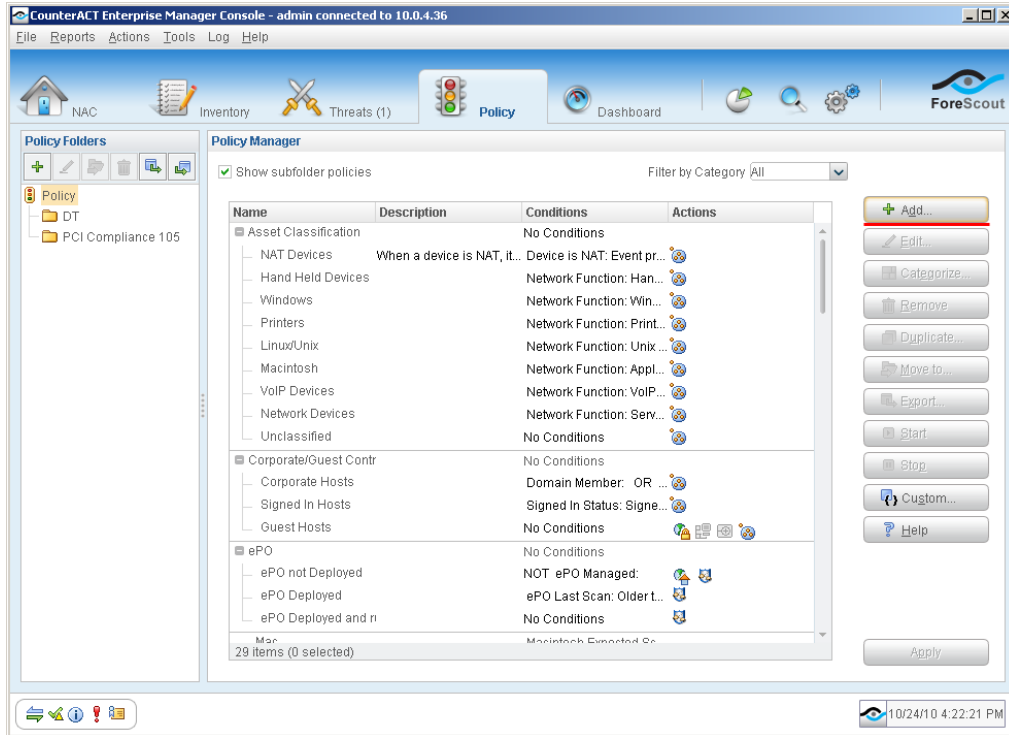 CounterACT Enterprise Manager Console - admin connected to 10.0.4.36
File Reports Actions Tools Log Help
NAC Inventory Threats (1) Policy Dashboard ForeScout
Policy Folders
Policy
DT
PCI Compliance 105
Policy Manager
Show subfolder policies Filter by Category All
Name Description Conditions Actions
Asset Classification No Conditions
NAT Devices When a device is NAT, it... Device is NAT: Event pr...
Hand Held Devices Network Function: Han...
Windows Network Function: Win...
Printers Network Function: Print...
Linux/Unix Network Function: Unix ...
Macintosh Network Function: Appl...
VoIP Devices Network Function: VoIP...
Network Devices Network Function: Serv...
Unclassified No Conditions
Corporate/Guest Contr No Conditions
Corporate Hosts Domain Member: OR ...
Signed In Hosts Signed In Status: Signe...
Guest Hosts No Conditions
ePO No Conditions
ePO not Deployed NOT ePO Managed:
ePO Deployed ePO Last Scan: Older t...
ePO Deployed and ru No Conditions
Mac Macintosh Expected Sc
29 items (0 selected)
Add...
Edit...
Categorize...
Remove
Duplicate...
Move to...
Export...
Start
Stop
Custom...
Help
Apply
10/24/10 4:22:21 PM